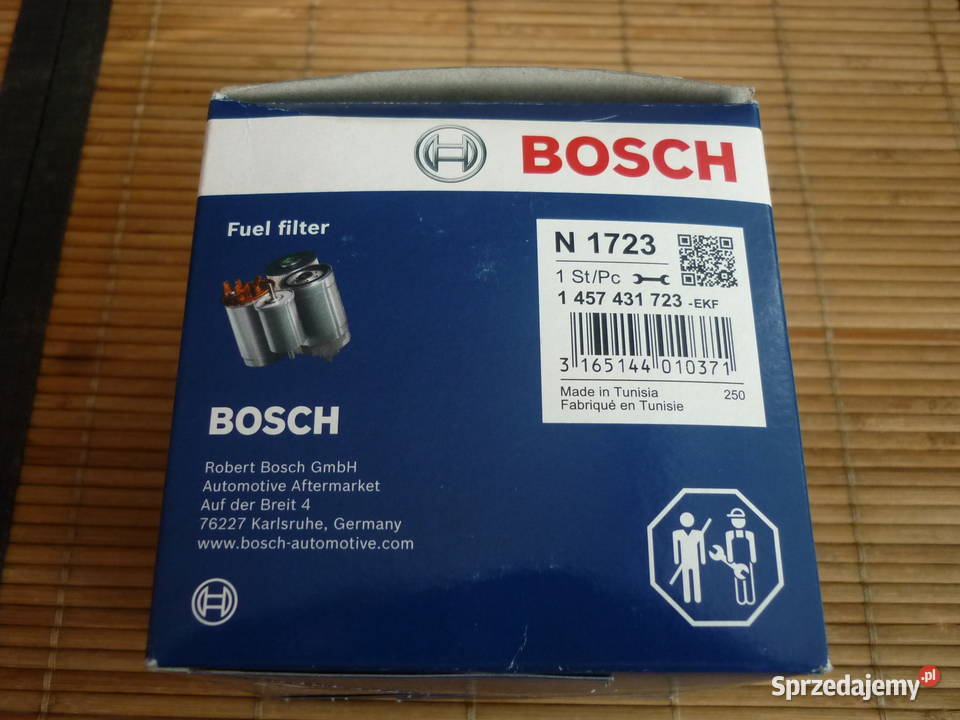 BOSCH
Fuel filter
N 1723
1 St/Pc
1 457 431 723 -EKF
3 165144 010371
Made in Tunisia 250
Fabriqué en Tunisie
BOSCH
Robert Bosch GmbH
Automotive Aftermarket
Auf der Breit 4
76227 Karlsruhe, Germany
www.bosch-automotive.com
Sprzedajemy.pl